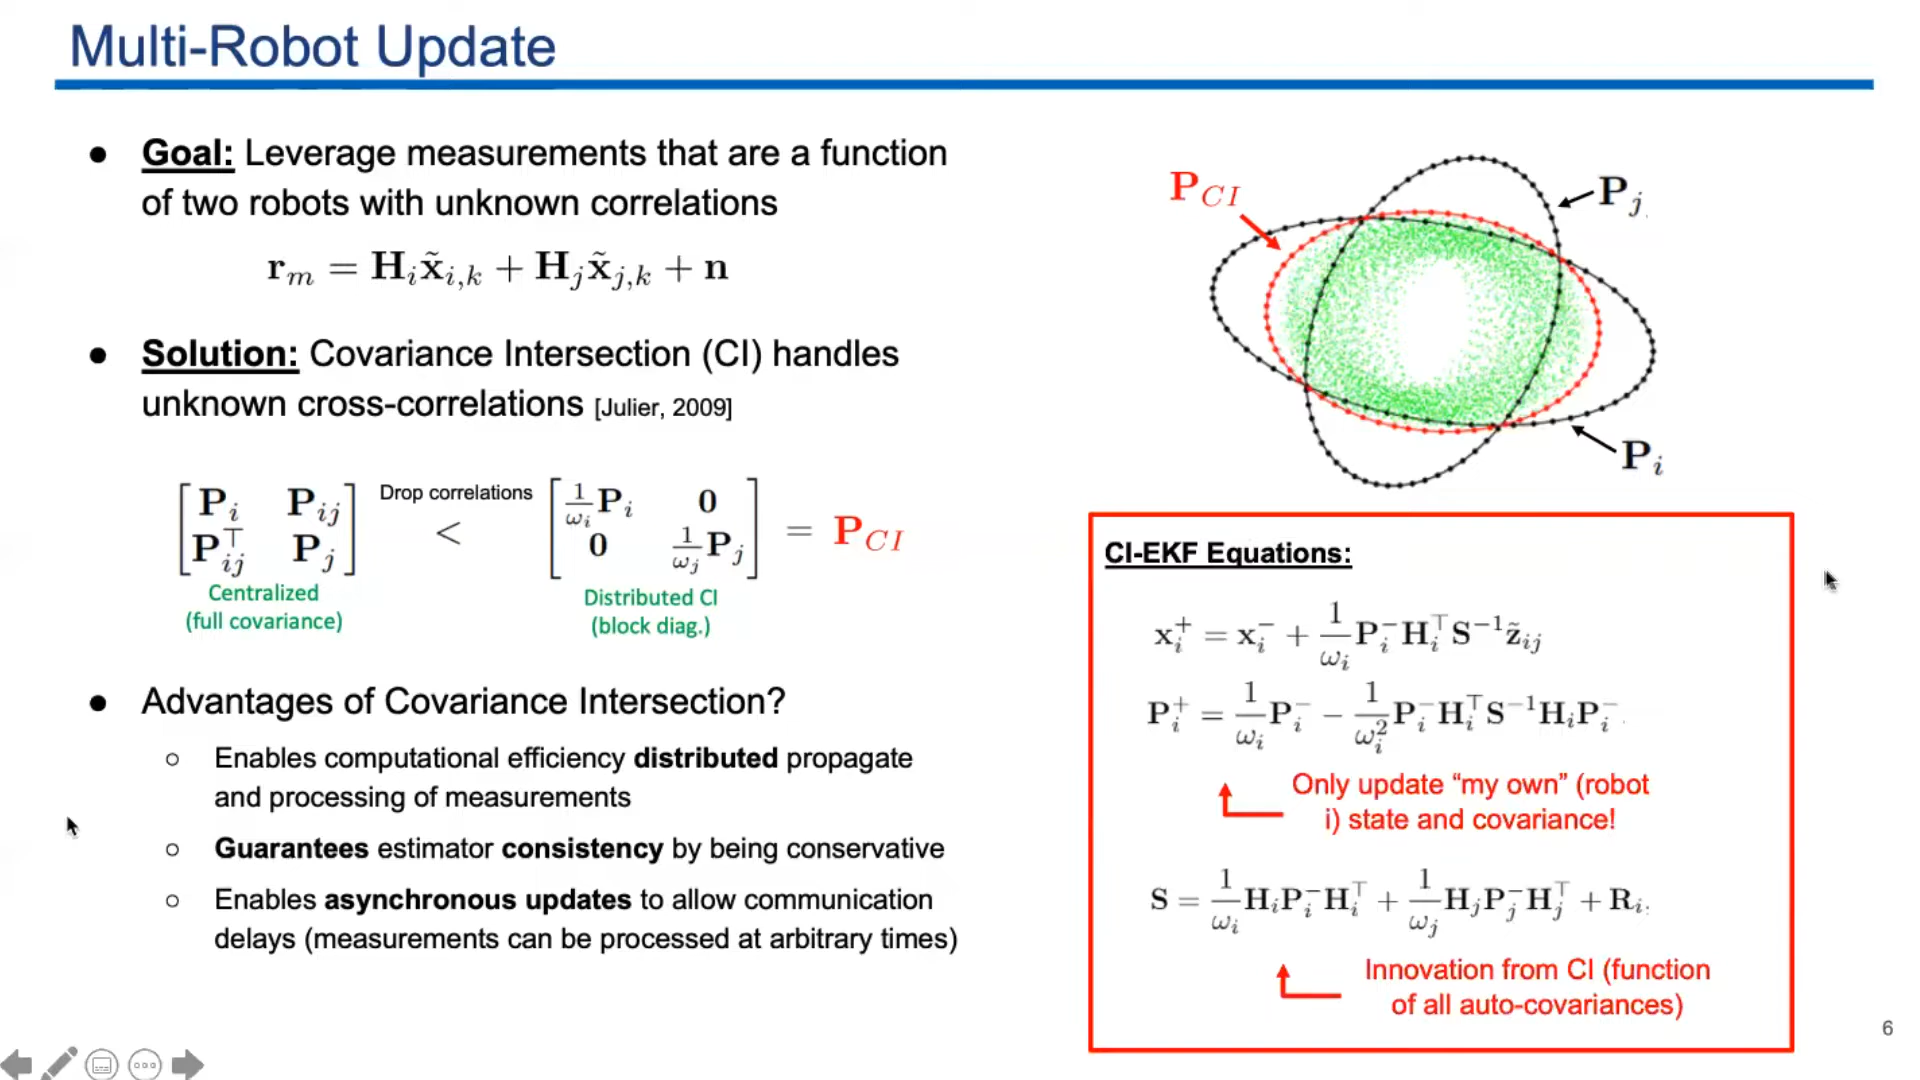 Multi-Robot Update
● Goal: Leverage measurements that are a function
of two robots with unknown correlations
r_m = H_i x̃_{i,k} + H_j x̃_{j,k} + n
● Solution: Covariance Intersection (CI) handles
unknown cross-correlations [Julier, 2009]
[P_i P_ij; P_ij^⊤ P_j] Drop correlations < [1/ω_i P_i 0; 0 1/ω_j P_j] = P_CI
Centralized
(full covariance)
Distributed CI
(block diag.)
● Advantages of Covariance Intersection?
○ Enables computational efficiency distributed propagate
and processing of measurements
○ Guarantees estimator consistency by being conservative
○ Enables asynchronous updates to allow communication
delays (measurements can be processed at arbitrary times)
P_CI
P_j
P_i
CI-EKF Equations:
x_i^+ = x_i^- + 1/ω_i P_i^- H_i^⊤ S^{-1} z̃_ij
P_i^+ = 1/ω_i P_i^- − 1/ω_i^2 P_i^- H_i^⊤ S^{-1} H_i P_i^-
Only update “my own” (robot
i) state and covariance!
S = 1/ω_i H_i P_i^- H_i^⊤ + 1/ω_j H_j P_j^- H_j^⊤ + R_i
Innovation from CI (function
of all auto-covariances)
6